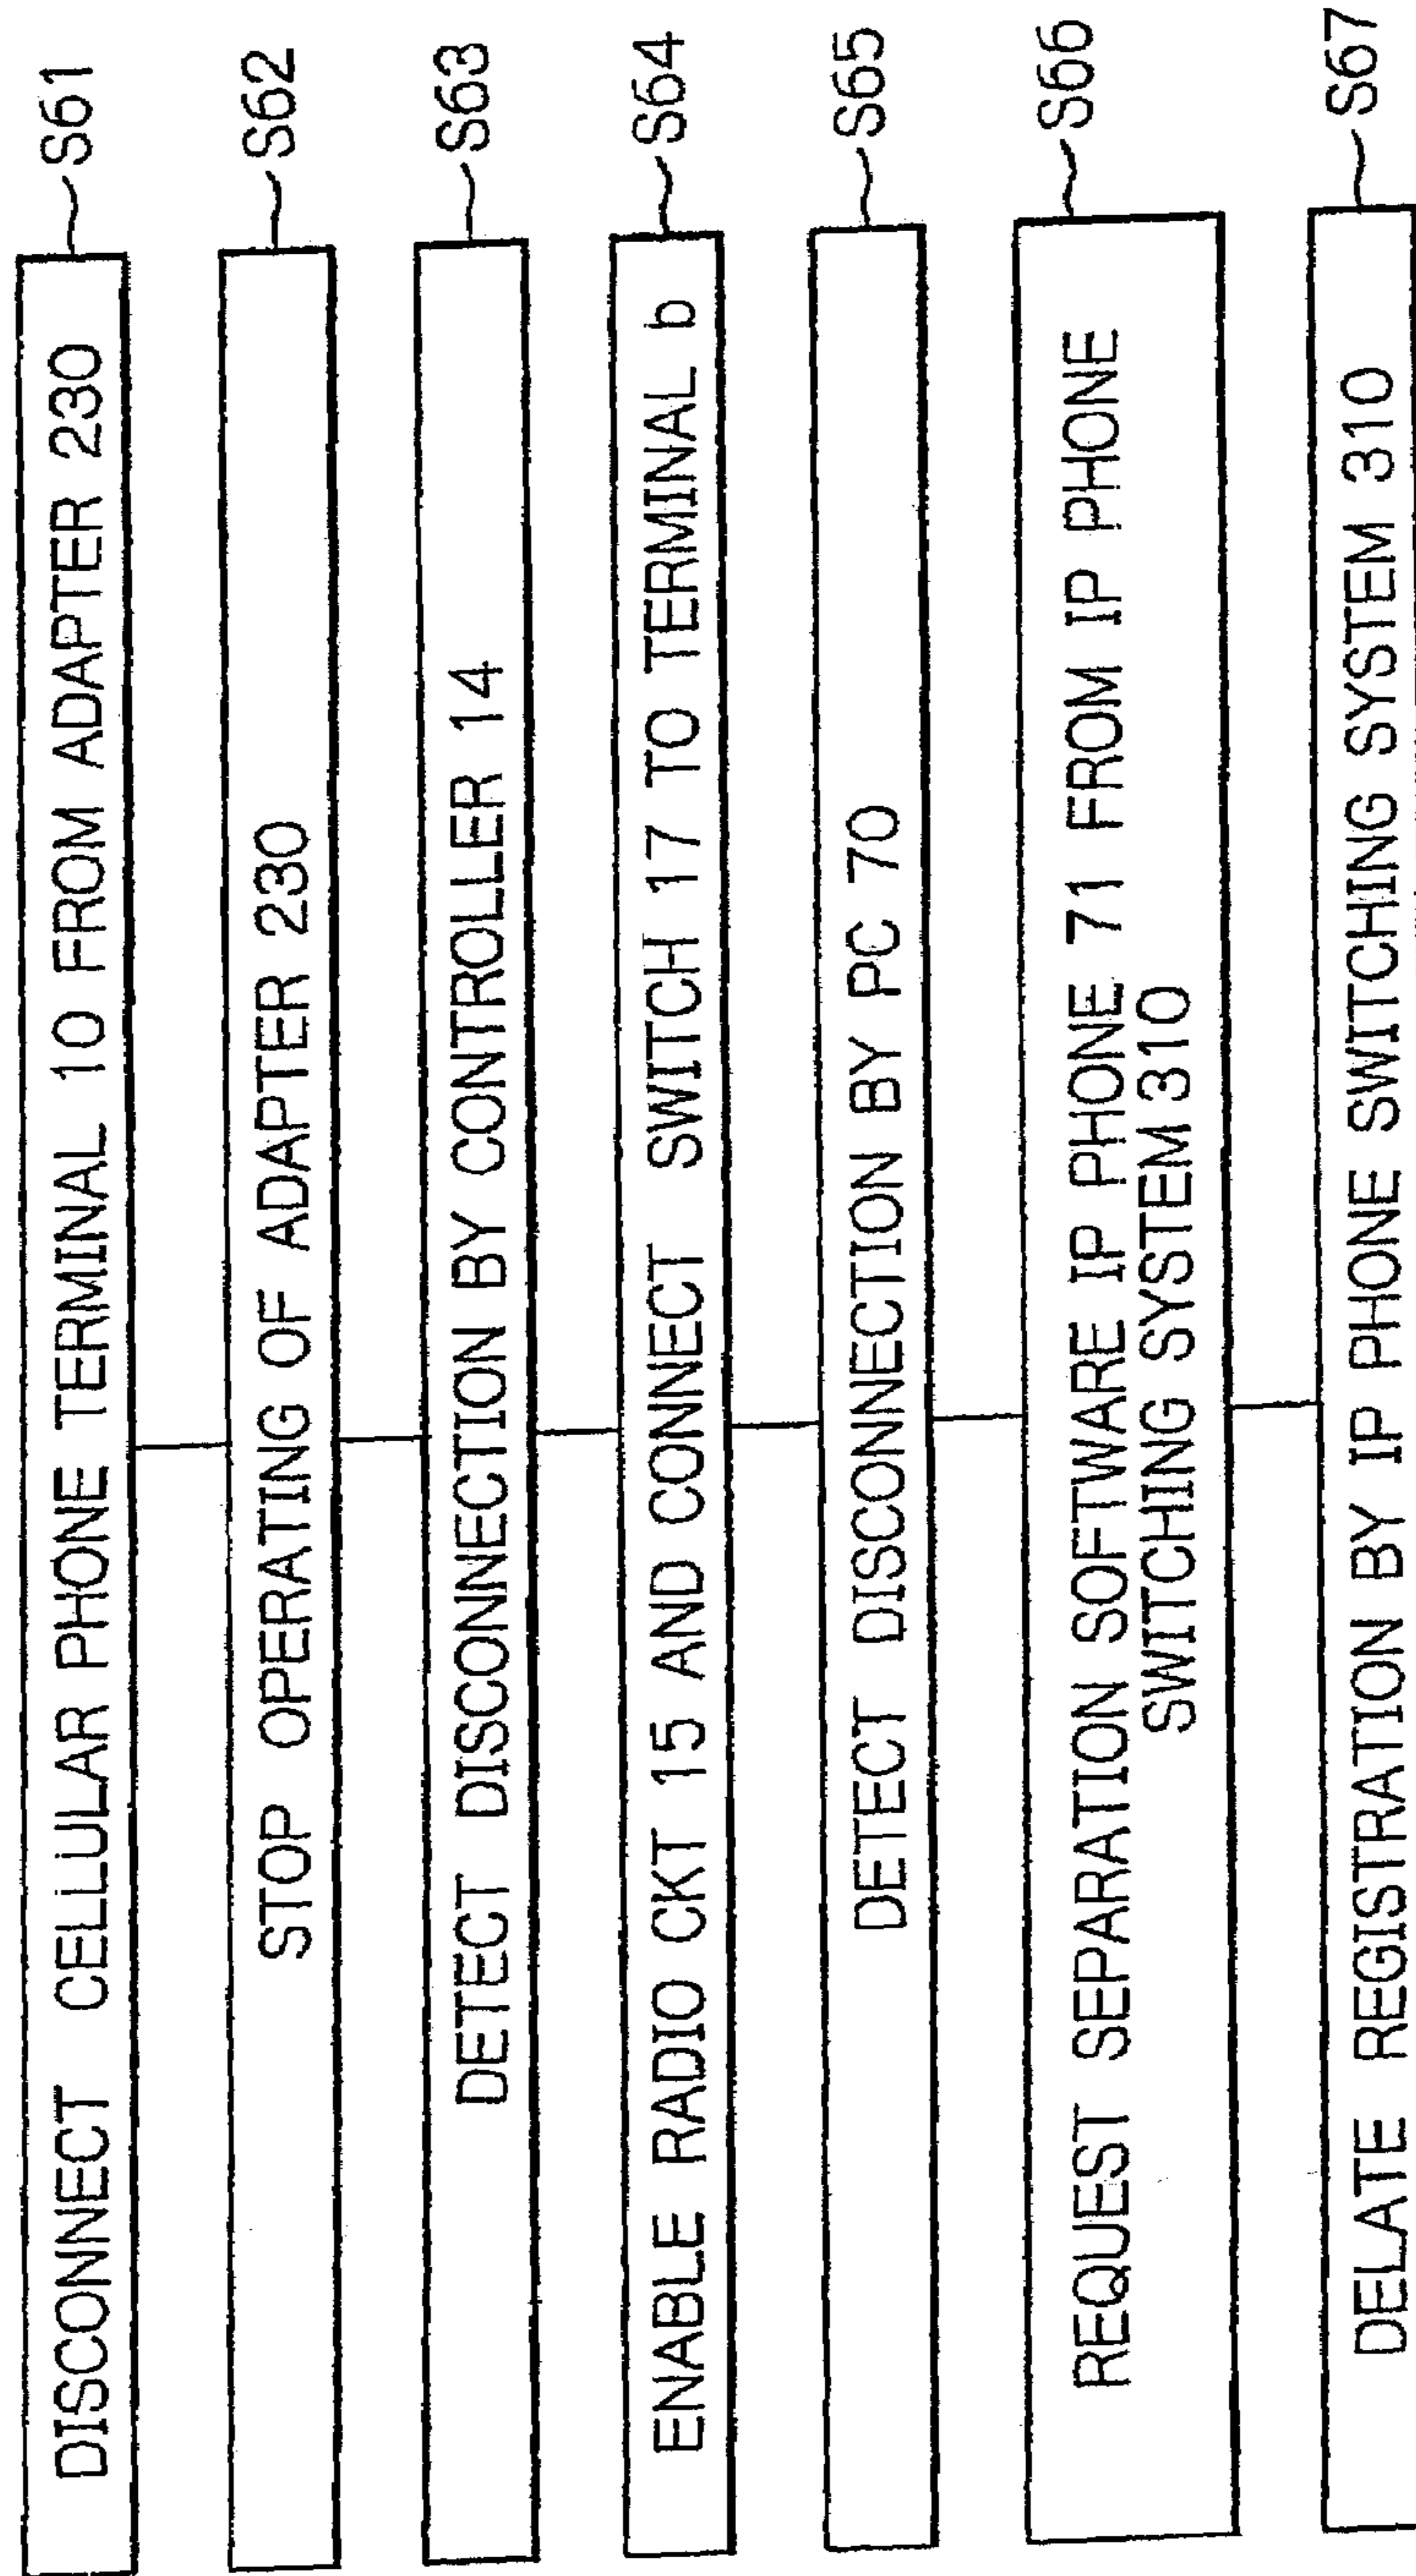 DISCONNECT CELLULAR PHONE TERMINAL 10 FROM ADAPTER 230
S61
STOP OPERATING OF ADAPTER 230
S62
DETECT DISCONNECTION BY CONTROLLER 14
S63
ENABLE RADIO CKT 15 AND CONNECT SWITCH 17 TO TERMINAL b
S64
DETECT DISCONNECTION BY PC 70
S65
REQUEST SEPARATION SOFTWARE IP PHONE 71 FROM IP PHONE
SWITCHING SYSTEM 310
S66
DELATE REGISTRATION BY IP PHONE SWITCHING SYSTEM 310
S67